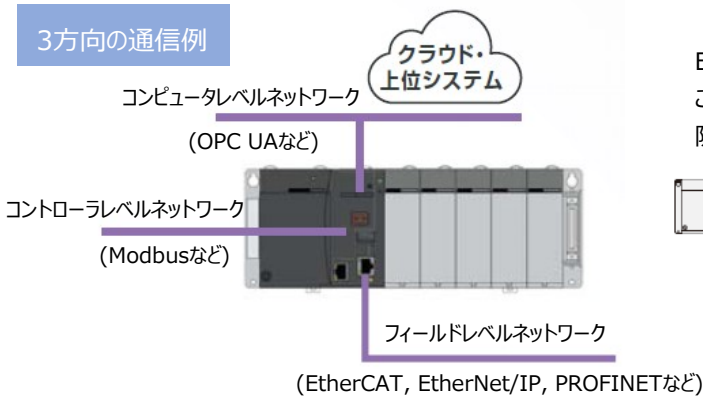 3方向の通信例
クラウド・
上位システム
コンピュータレベルネットワーク
(OPC UAなど)
コントローラレベルネットワーク
(Modbusなど)
フィールドレベルネットワーク
(EtherCAT, EtherNet/IP, PROFINETなど)